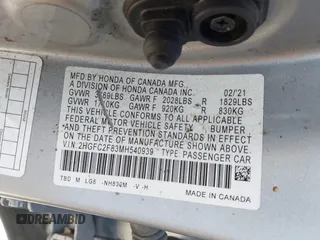 MFD BY HONDA OF CANADA MFG.,
A DIVISION OF HONDA CANADA INC. 02/21
GVWR LBS GAWR F 2028LBS R 1829LBS
GVWR KG GAWR F 920KG R 830KG
THIS VEHICLE CONFORMS TO ALL APPLICABLE
FEDERAL MOTOR VEHICLE SAFETY, BUMPER
AND THEFT PREVENTION STANDARDS IN EFFECT
ON THE DATE OF MANUFACTURE SHOWN ABOVE.
VIN: 2HGFC2F83MH540939 TYPE: PASSENGER CAR
MADE IN CANADA